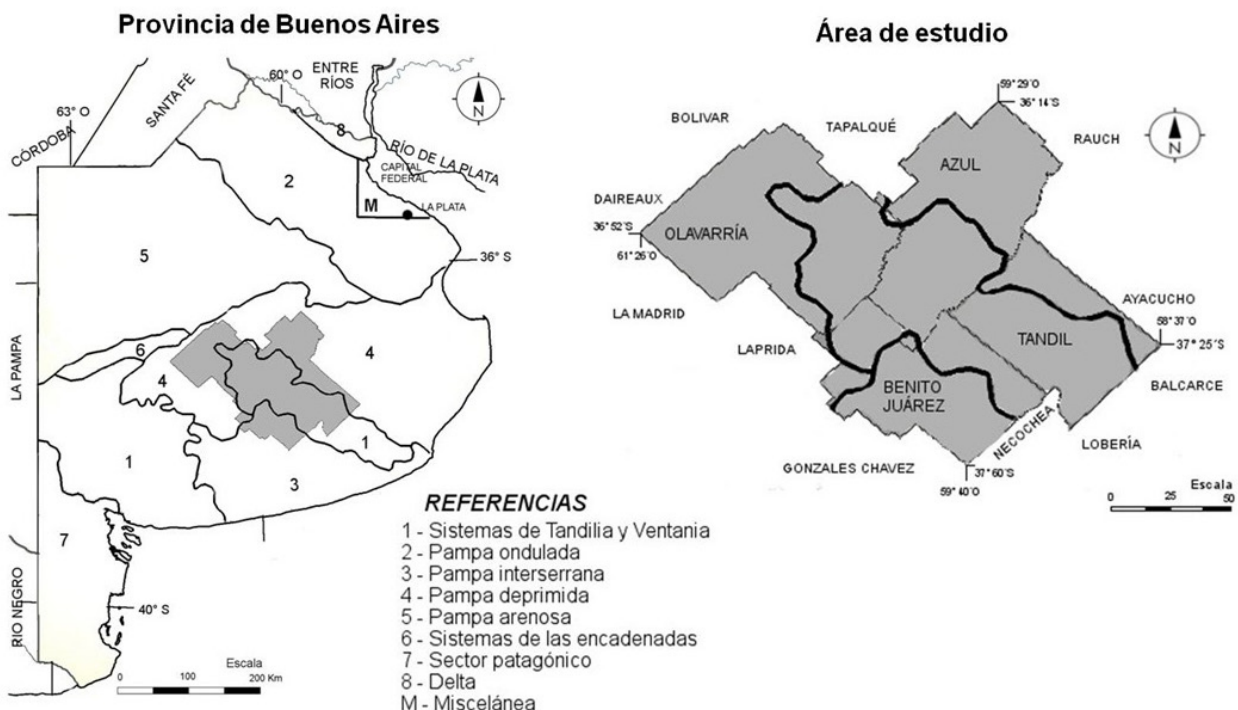 Provincia de Buenos Aires
ENTRE
RÍOS
60° O
SANTA FÉ
63° O
CÓRDOBA
N
8
RÍO DE LA PLATA
CAPITAL
FEDERAL
2
M
LA PLATA
5
36° S
LA PAMPA
6
4
4
1
1
3
7
40° S
RIO NEGRO
Escala
0 100 200 Km
REFERENCIAS
1 - Sistemas de Tandilia y Ventania
2 - Pampa ondulada
3 - Pampa interserrana
4 - Pampa deprimida
5 - Pampa arenosa
6 - Sistemas de las encadenadas
7 - Sector patagónico
8 - Delta
M - Miscelánea
Área de estudio
59° 29'O
36° 14'S
BOLIVAR
TAPALQUÉ
RAUCH
N
AZUL
DAIREAUX
36° 52'S
61° 26'O
OLAVARRÍA
LA MADRID
AYACUCHO
58° 37'O
37° 25'S
LAPRIDA
TANDIL
BALCARCE
BENITO
JUÁREZ
NECOCHEA
LOBERÍA
GONZALES CHAVEZ
37° 60'S
59° 40'O
Escala
0 25 50